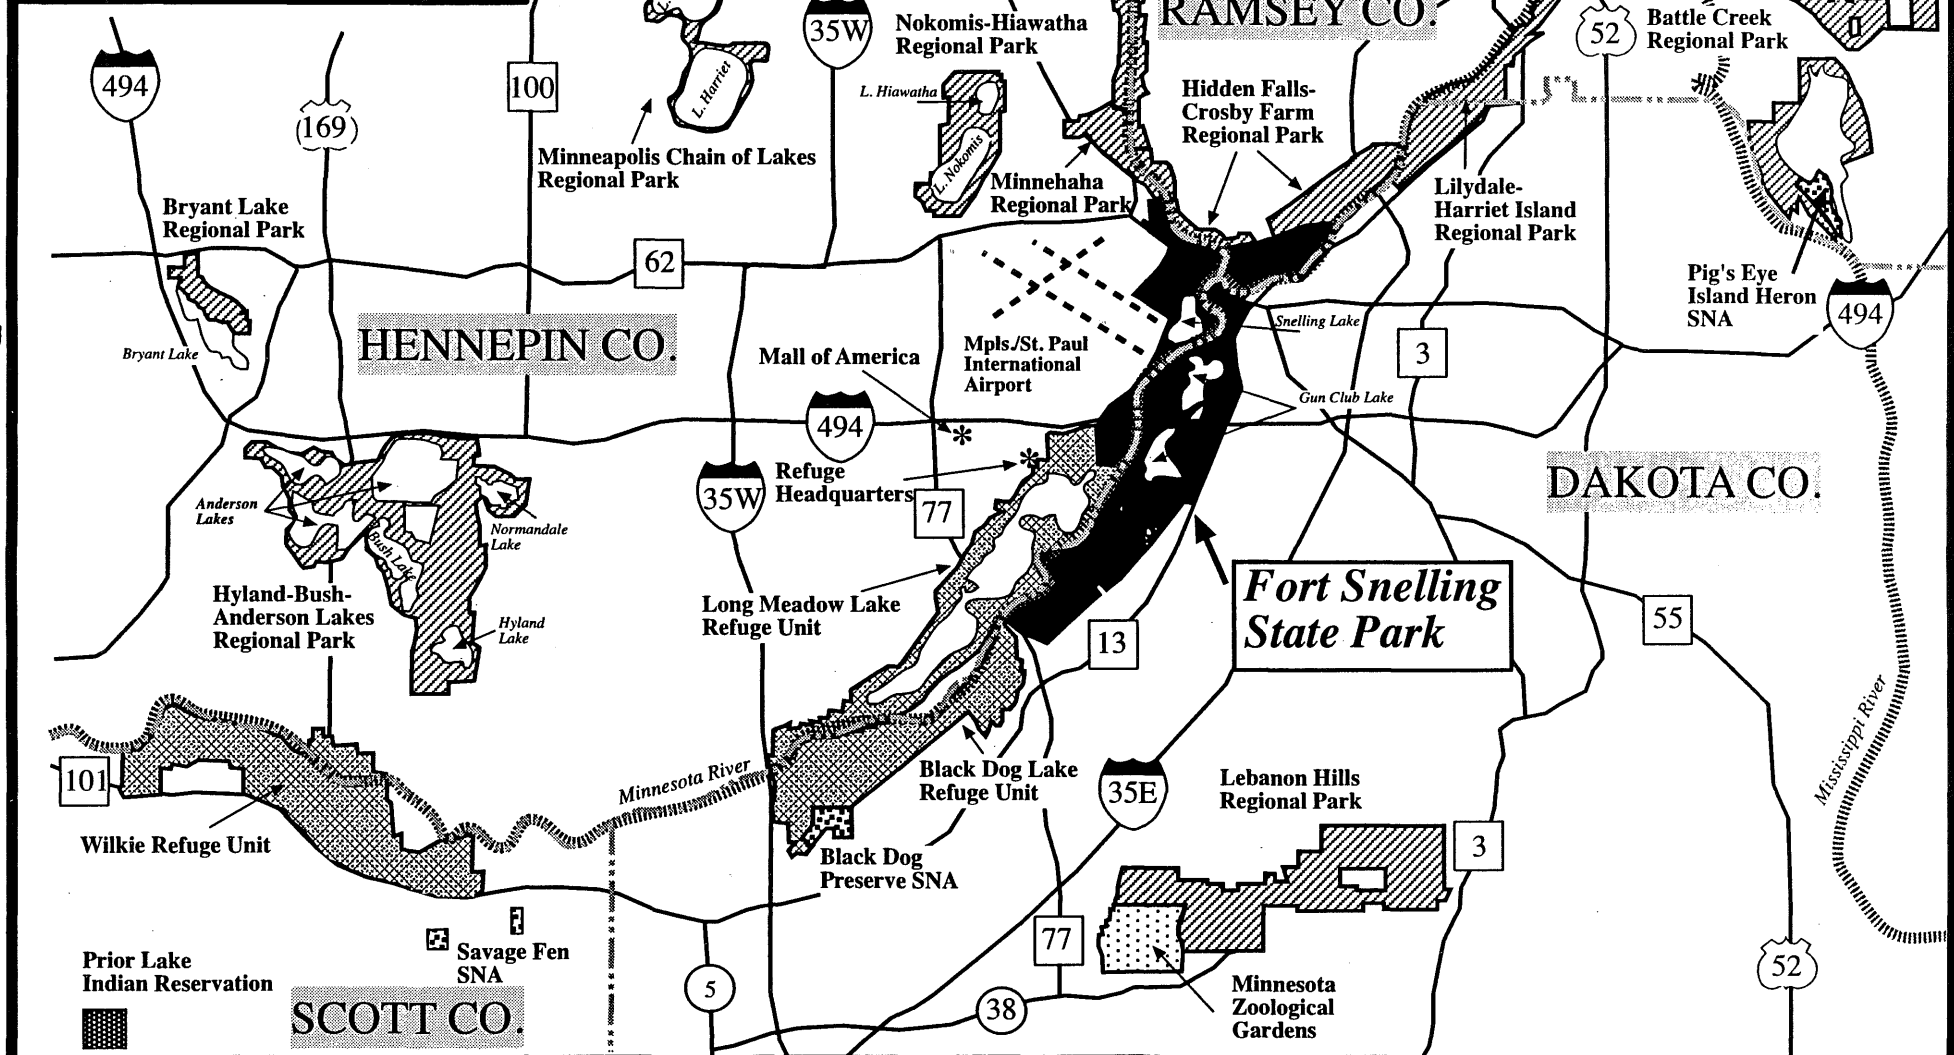 RAMSEY CO.
35W
Nokomis-Hiawatha
Regional Park
52
Battle Creek
Regional Park
494
169
100
L. Harriet
L. Hiawatha
L. Nokomis
Hidden Falls-
Crosby Farm
Regional Park
Minneapolis Chain of Lakes
Regional Park
Minnehaha
Regional Park
Lilydale-
Harriet Island
Regional Park
Bryant Lake
Regional Park
62
Pig's Eye
Island Heron
SNA
494
HENNEPIN CO.
Bryant Lake
Mall of America
Mpls./St. Paul
International
Airport
Snelling Lake
3
Gun Club Lake
494
*
*
Refuge
Headquarters
35W
77
DAKOTA CO.
Anderson
Lakes
Bush Lake
Normandale
Lake
Hyland-Bush-
Anderson Lakes
Regional Park
Hyland
Lake
Long Meadow Lake
Refuge Unit
13
Fort Snelling
State Park
55
Mississippi River
101
Minnesota River
Black Dog Lake
Refuge Unit
35E
Lebanon Hills
Regional Park
Wilkie Refuge Unit
Black Dog
Preserve SNA
3
Savage Fen
SNA
Prior Lake
Indian Reservation
SCOTT CO.
5
77
38
Minnesota
Zoological
Gardens
52